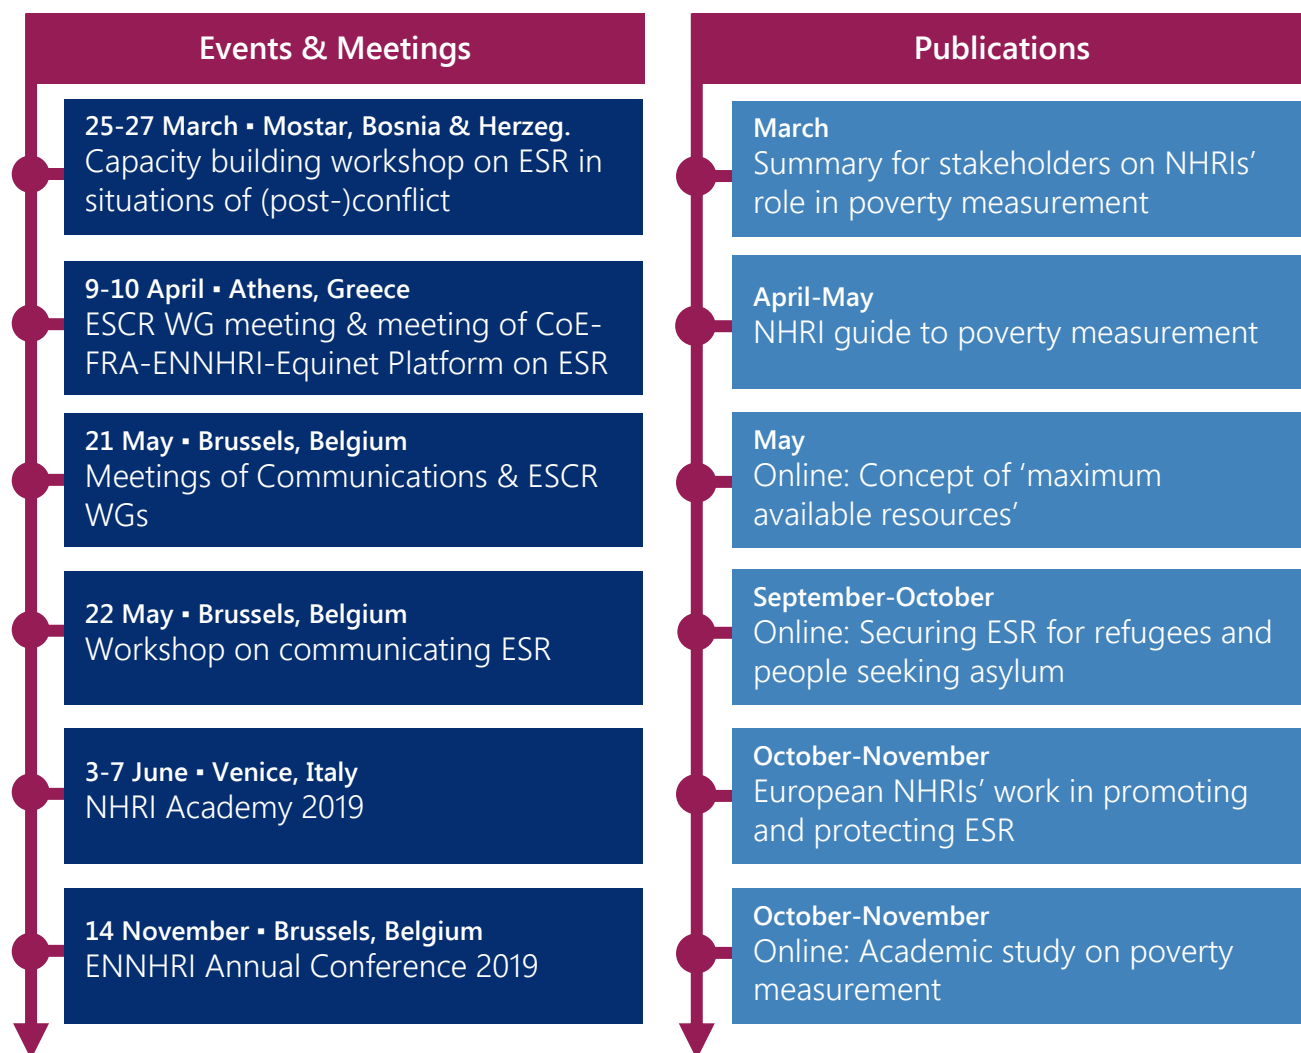 Events & Meetings
25-27 March ▪ Mostar, Bosnia & Herzeg.
Capacity building workshop on ESR in
situations of (post-)conflict
9-10 April ▪ Athens, Greece
ESCR WG meeting & meeting of CoE-
FRA-ENNHRI-Equinet Platform on ESR
21 May ▪ Brussels, Belgium
Meetings of Communications & ESCR
WGs
22 May ▪ Brussels, Belgium
Workshop on communicating ESR
3-7 June ▪ Venice, Italy
NHRI Academy 2019
14 November ▪ Brussels, Belgium
ENNHRI Annual Conference 2019
Publications
March
Summary for stakeholders on NHRIs’
role in poverty measurement
April-May
NHRI guide to poverty measurement
May
Online: Concept of ‘maximum
available resources’
September-October
Online: Securing ESR for refugees and
people seeking asylum
October-November
European NHRIs’ work in promoting
and protecting ESR
October-November
Online: Academic study on poverty
measurement